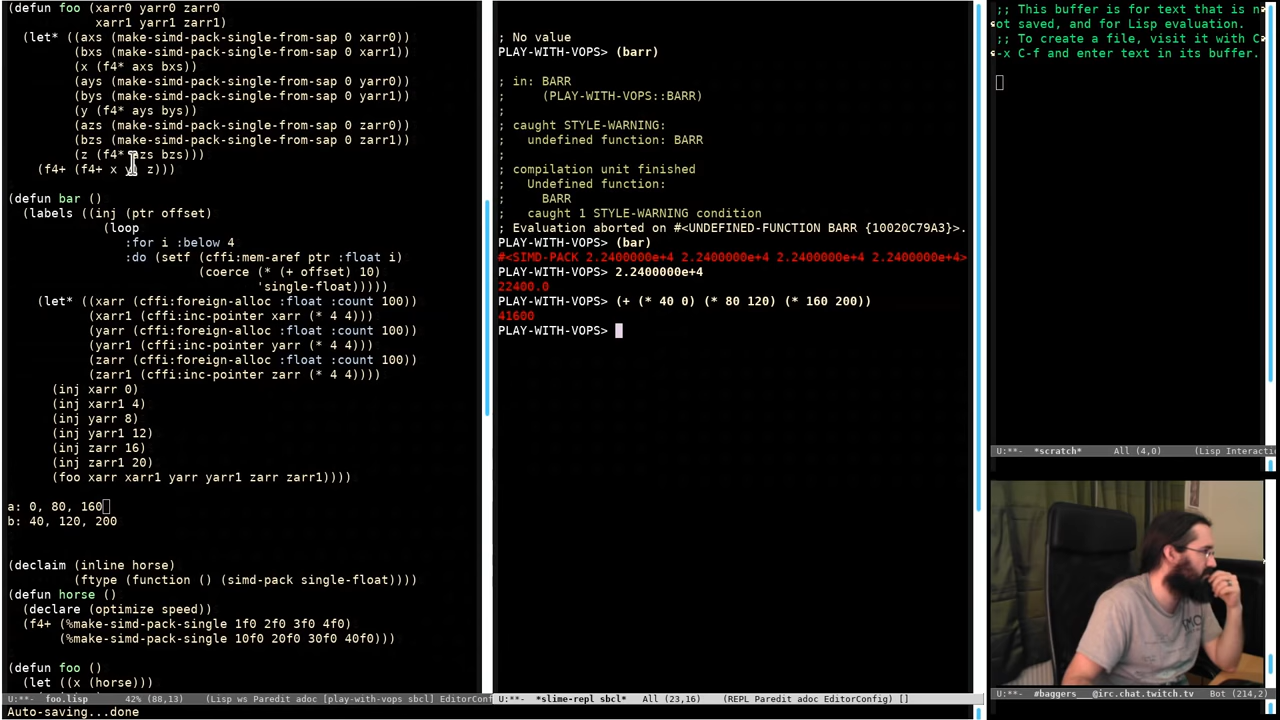 (defun foo (xarr0 yarr0 zarr0
xarr1 yarr1 zarr1)
(let* ((axs (make-simd-pack-single-from-sap 0 xarr0))
(bxs (make-simd-pack-single-from-sap 0 xarr1))
(x (f4* axs bxs))
(ays (make-simd-pack-single-from-sap 0 yarr0))
(bys (make-simd-pack-single-from-sap 0 yarr1))
(y (f4* ays bys))
(azs (make-simd-pack-single-from-sap 0 zarr0))
(bzs (make-simd-pack-single-from-sap 0 zarr1))
(z (f4* azs bzs)))
(f4+ (f4+ x y) z)))
(defun bar ()
(labels ((inj (ptr offset)
(loop
:for i :below 4
:do (setf (cffi:mem-aref ptr :float i)
(coerce (* (+ offset) 10)
'single-float)))))
(let* ((xarr (cffi:foreign-alloc :float :count 100))
(xarr1 (cffi:inc-pointer xarr (* 4 4)))
(yarr (cffi:foreign-alloc :float :count 100))
(yarr1 (cffi:inc-pointer yarr (* 4 4)))
(zarr (cffi:foreign-alloc :float :count 100))
(zarr1 (cffi:inc-pointer zarr (* 4 4))))
(inj xarr 0)
(inj xarr1 4)
(inj yarr 8)
(inj yarr1 12)
(inj zarr 16)
(inj zarr1 20)
(foo xarr xarr1 yarr yarr1 zarr zarr1))))
a: 0, 80, 160
b: 40, 120, 200
(declaim (inline horse)
(ftype (function () (simd-pack single-float))))
(defun horse ()
(declare (optimize speed))
(f4+ (%make-simd-pack-single 1f0 2f0 3f0 4f0)
(%make-simd-pack-single 10f0 20f0 30f0 40f0)))
(defun foo ()
(let ((x (horse)))
U:**- foo.lisp 42% (88,13) (Lisp ws Paredit adoc [play-with-vops sbcl] EditorConf
Auto-saving...done
; No value
PLAY-WITH-VOPS> (barr)
; in: BARR
; (PLAY-WITH-VOPS::BARR)
;
; caught STYLE-WARNING:
; undefined function: BARR
;
; compilation unit finished
; Undefined function:
; BARR
; caught 1 STYLE-WARNING condition
; Evaluation aborted on #<UNDEFINED-FUNCTION BARR {10020C79A3}>.
PLAY-WITH-VOPS> (bar)
#<SIMD-PACK 2.2400000e+4 2.2400000e+4 2.2400000e+4 2.2400000e+4>
PLAY-WITH-VOPS> 2.2400000e+4
22400.0
PLAY-WITH-VOPS> (+ (* 40 0) (* 80 120) (* 160 200))
41600
PLAY-WITH-VOPS>
U:**- *slime-repl sbcl* All (23,16) (REPL Paredit adoc EditorConfig) []
;; This buffer is for text that is n
ot saved, and for Lisp evaluation.
;; To create a file, visit it with C
-x C-f and enter text in its buffer.
U:**- *scratch* All (4,0) (Lisp Interacti
U:**- #baggers___@irc.chat.twitch.tv Bot (214,2)